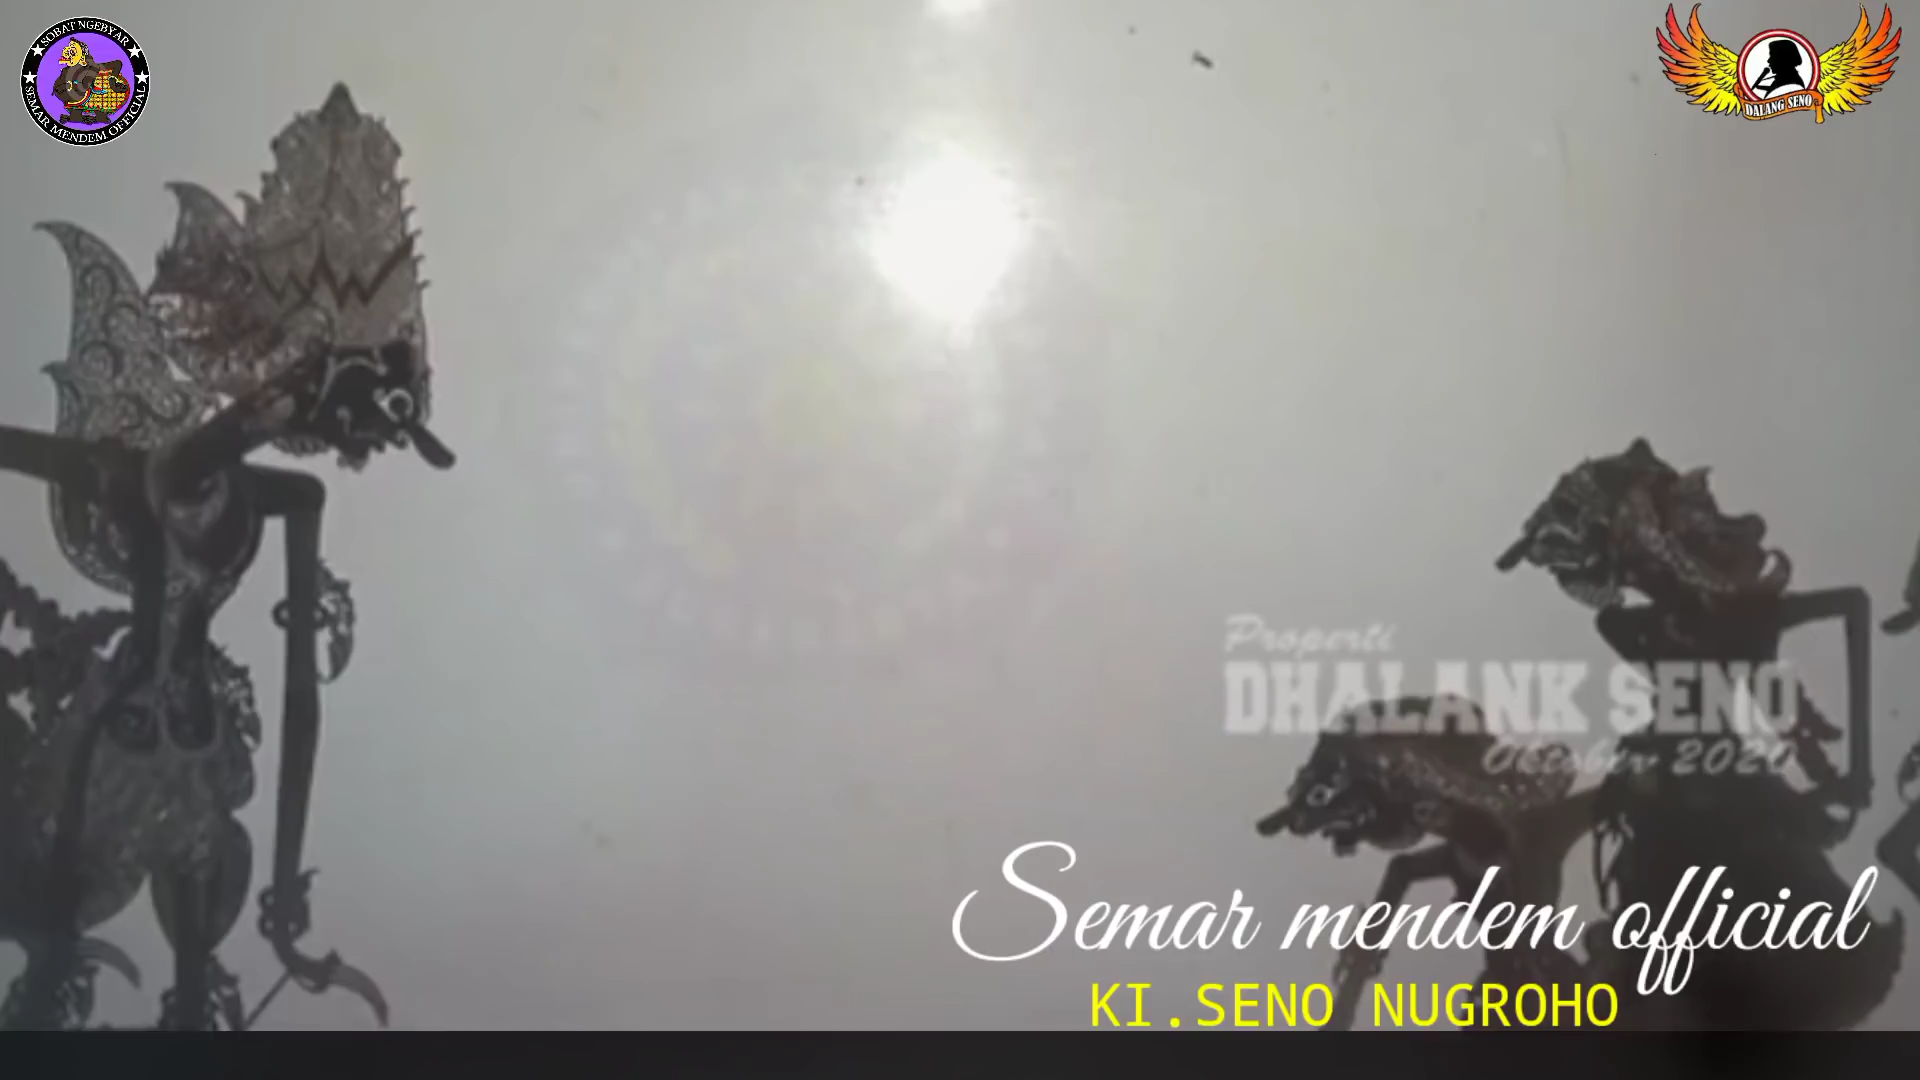 SOBAT NGEBYAR
SEMAR MENDEM OFFICIAL
DALANG SENO
Properti
DHALANK SENO
Oktober 2020
Semar mendem official
KI.SENO NUGROHO